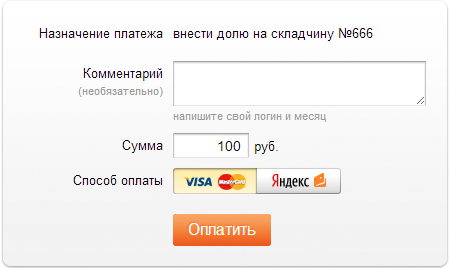 Назначение платежа внести долю на складчину №666
Комментарий
(необязательно)
напишите свой логин и месяц
Сумма 100 руб.
Способ оплаты VISA MasterCard Яндекс
Оплатить